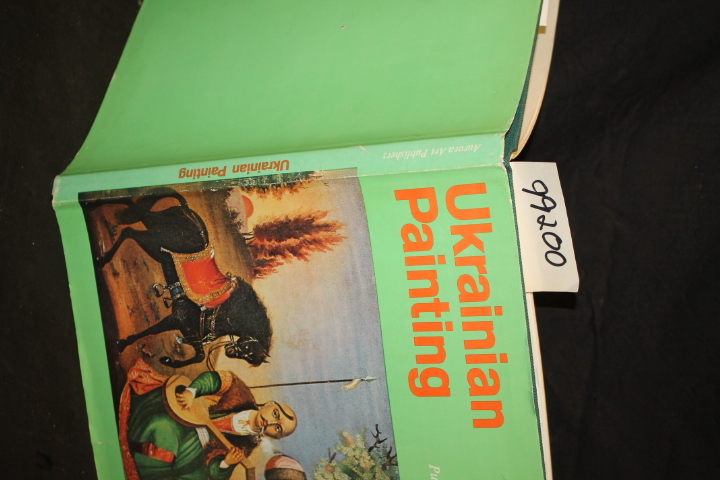 Ukrainian
Painting
Ukrainian Painting
Aurora Art Publishers
99200